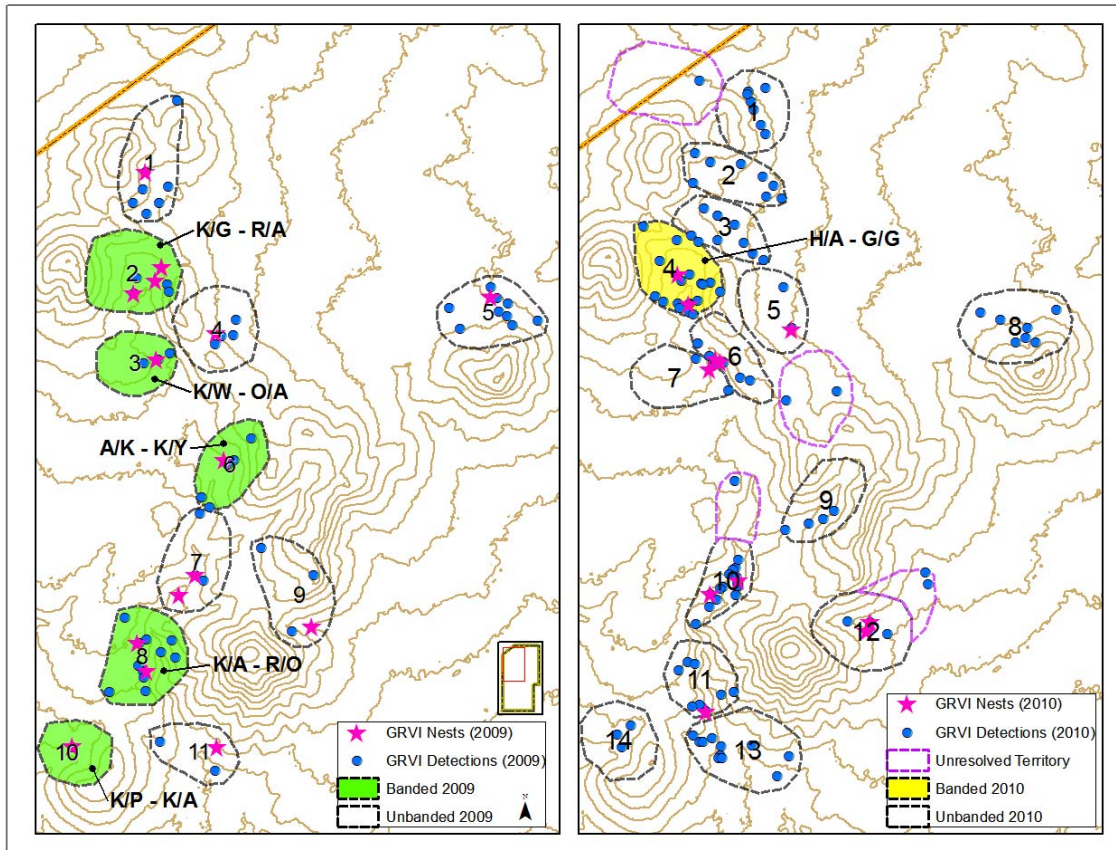 1
K/G - R/A
2
4
5
3
K/W - O/A
A/K - K/Y
6
7
9
8
K/A - R/O
10
11
K/P - K/A
N
GRVI Nests (2009)
GRVI Detections (2009)
Banded 2009
Unbanded 2009
1
2
3
H/A - G/G
4
5
8
6
7
9
10
12
11
14
13
GRVI Nests (2010)
GRVI Detections (2010)
Unresolved Territory
Banded 2010
Unbanded 2010